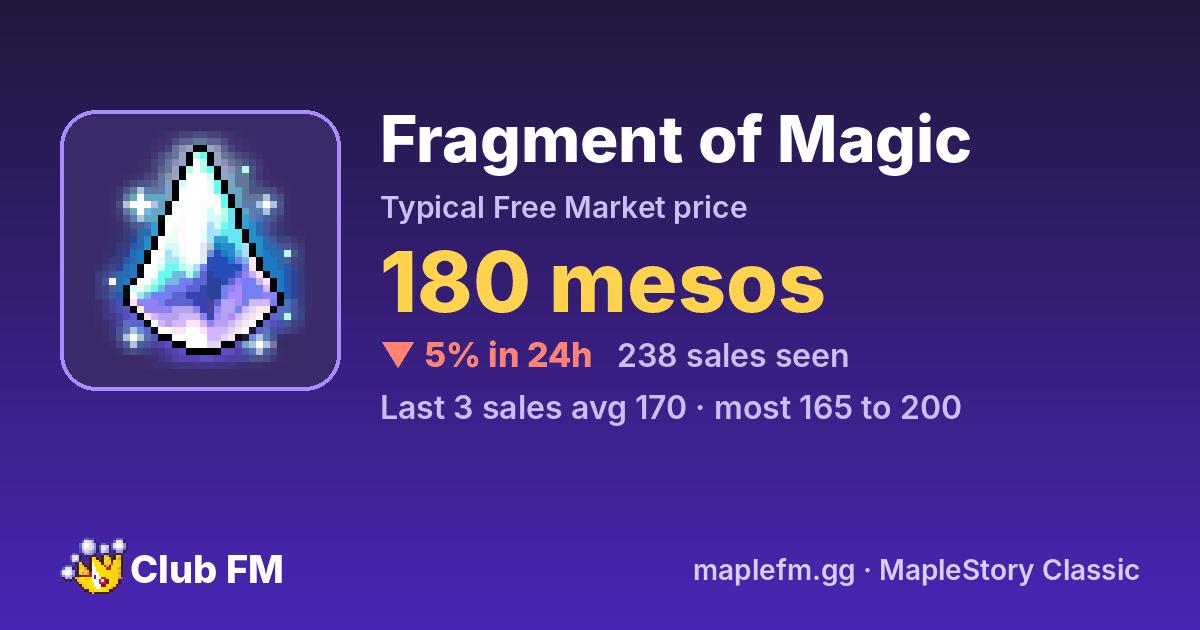 Fragment of Magic
Typical Free Market price
180 mesos
▼ 5% in 24h 238 sales seen
Last 3 sales avg 170 · most 165 to 200
Club FM
maplefm.gg · MapleStory Classic